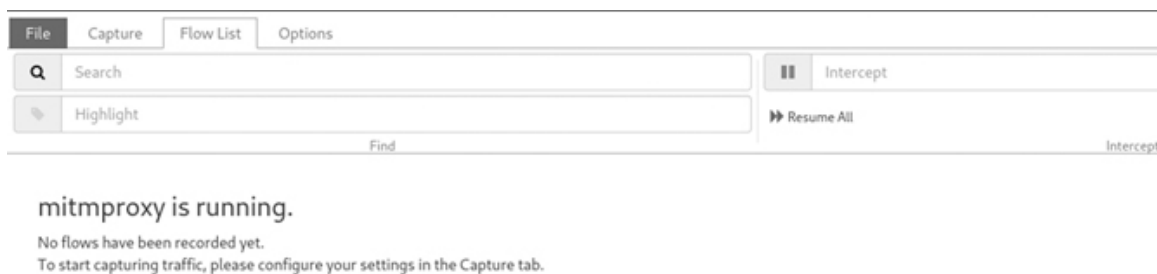 File Capture Flow List Options
Search Intercept
Highlight Resume All
Find Intercept
mitmproxy is running.
No flows have been recorded yet.
To start capturing traffic, please configure your settings in the Capture tab.